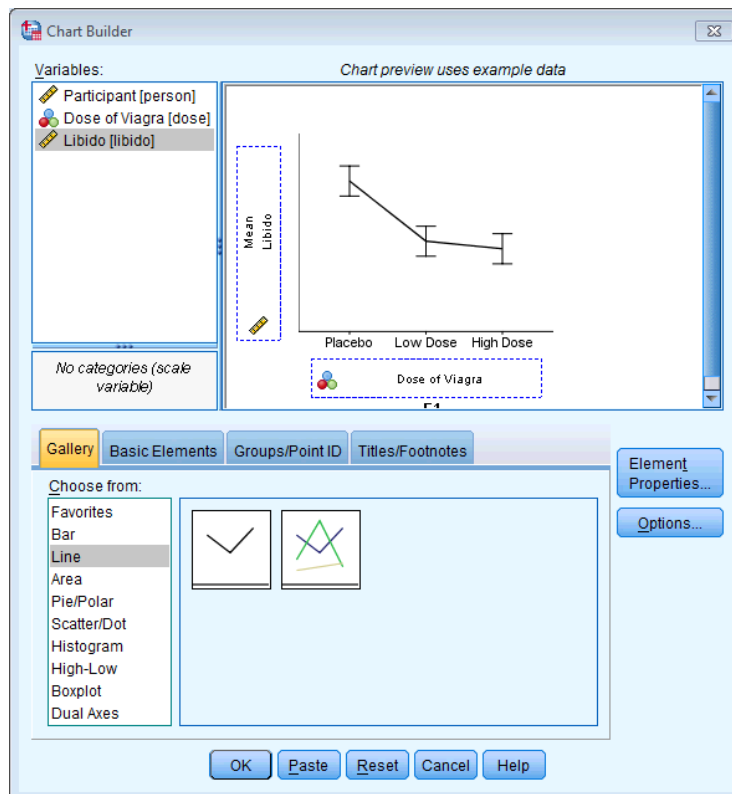 Chart Builder
Variables:
Chart preview uses example data
Participant [person]
Dose of Viagra [dose]
Libido [libido]
Mean
Libido
Placebo Low Dose High Dose
Dose of Viagra
No categories (scale
variable)
Gallery Basic Elements Groups/Point ID Titles/Footnotes
Choose from:
Favorites
Bar
Line
Area
Pie/Polar
Scatter/Dot
Histogram
High-Low
Boxplot
Dual Axes
Element
Properties...
Options...
OK Paste Reset Cancel Help